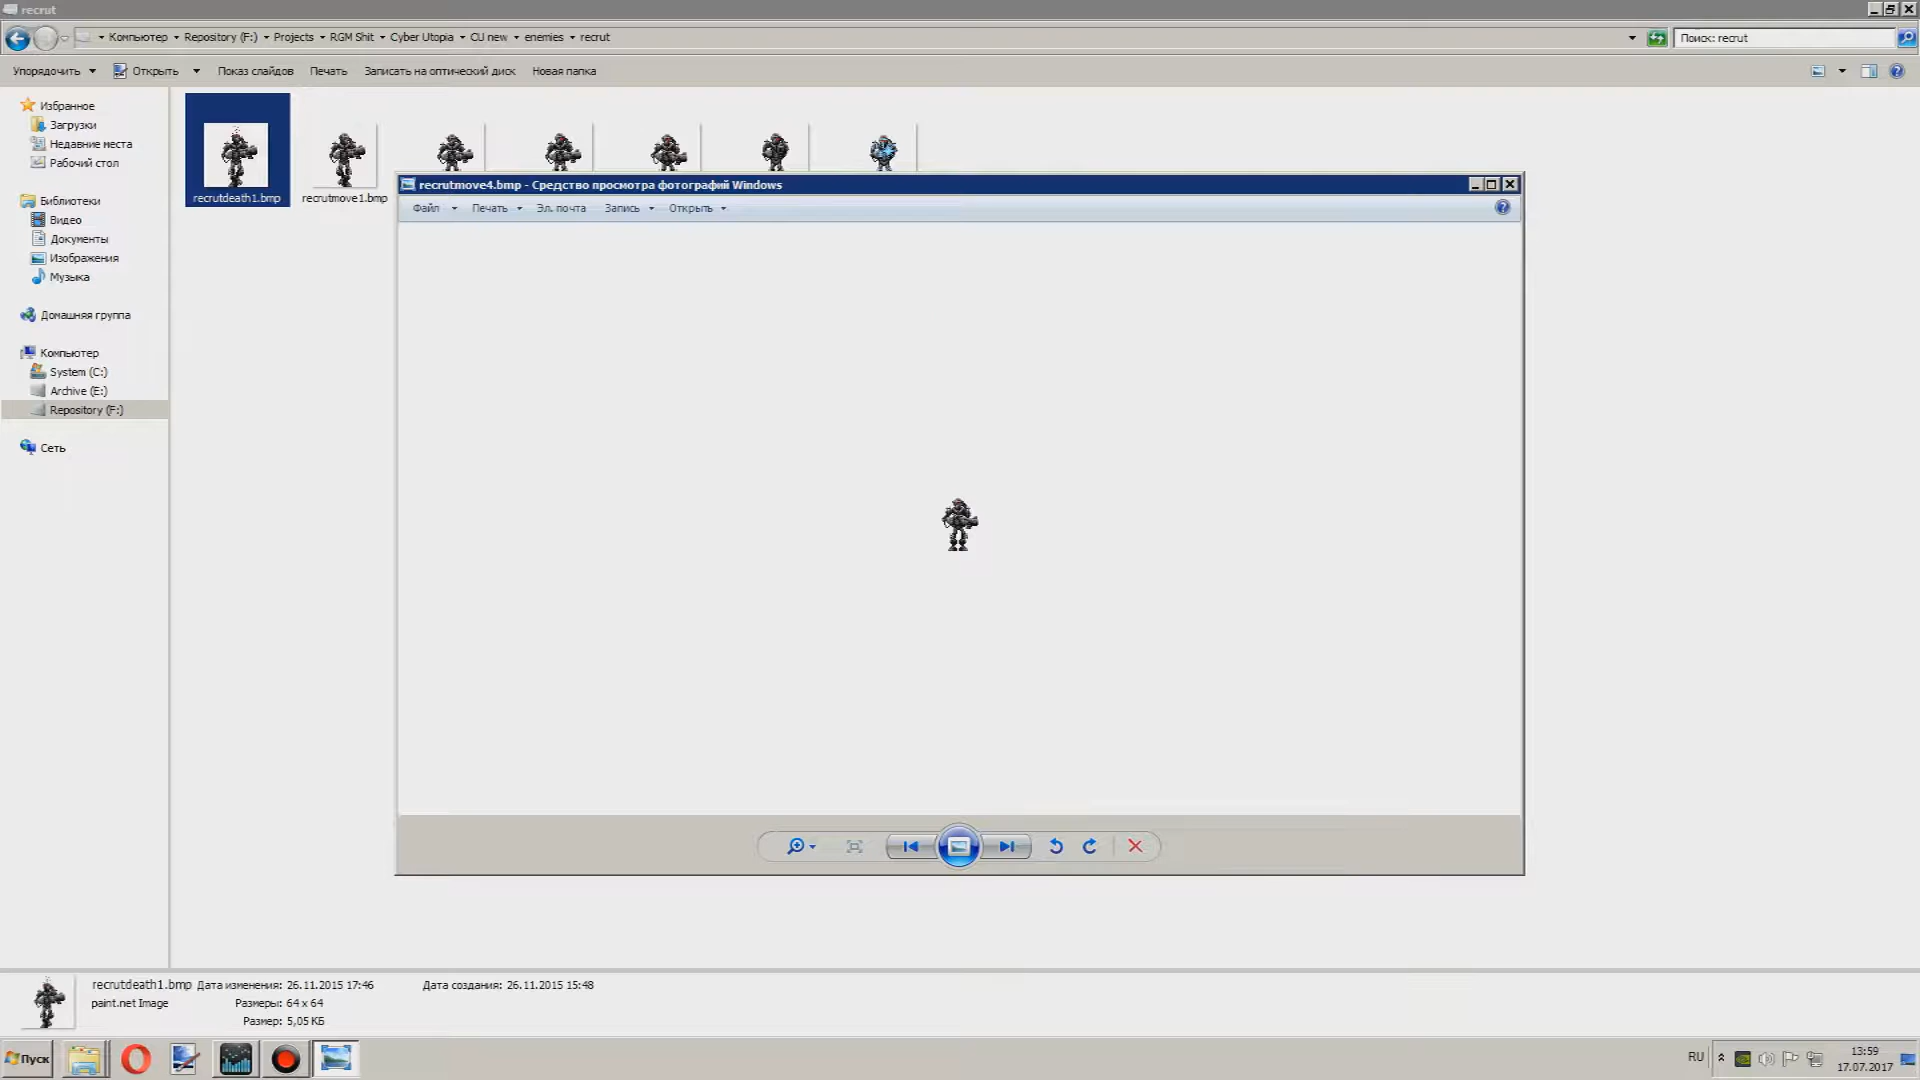 recrut
Компьютер Repository (F:) Projects RGM Shit Cyber Utopia CU new enemies recrut
Поиск: recrut
Упорядочить Открыть Показ слайдов Печать Записать на оптический диск Новая папка
Избранное
Загрузки
Недавние места
Рабочий стол
Библиотеки
Видео
Документы
Изображения
Музыка
Домашняя группа
Компьютер
System (C:)
Archive (E:)
Repository (F:)
Сеть
recrutdeath1.bmp
recrutmove1.bmp
recrutmove4.bmp - Средство просмотра фотографий Windows
Файл Печать Эл. почта Запись Открыть
recrutdeath1.bmp Дата изменения: 26.11.2015 17:46 Дата создания: 26.11.2015 15:48
paint.net Image Размеры: 64 x 64
Размер: 5,05 КБ
Пуск
RU
13:59
17.07.2017